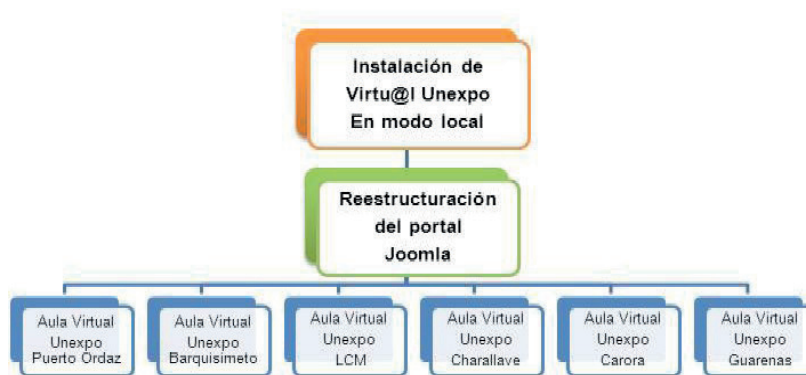 Instalación de
Virtu@l Unexpo
En modo local
Reestructuración
del portal
Joomla
Aula Virtual
Unexpo
Puerto Ordaz
Aula Virtual
Unexpo
Barquisimeto
Aula Virtual
Unexpo
LCM
Aula Virtual
Unexpo
Charallave
Aula Virtual
Unexpo
Carora
Aula Virtual
Unexpo
Guarenas